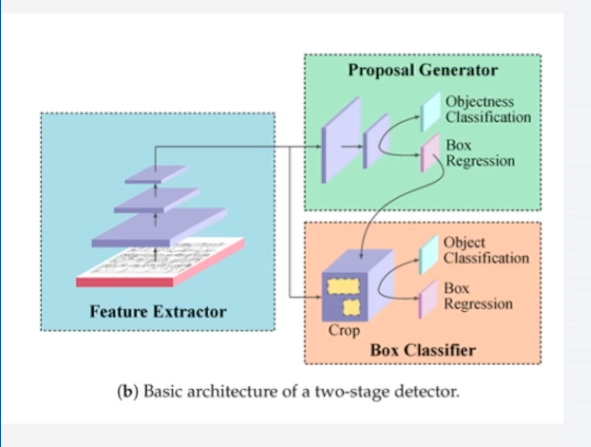 Proposal Generator
Objectness
Classification
Box
Regression
Feature Extractor
Object
Classification
Box
Regression
Crop
Box Classifier
(b) Basic architecture of a two-stage detector.